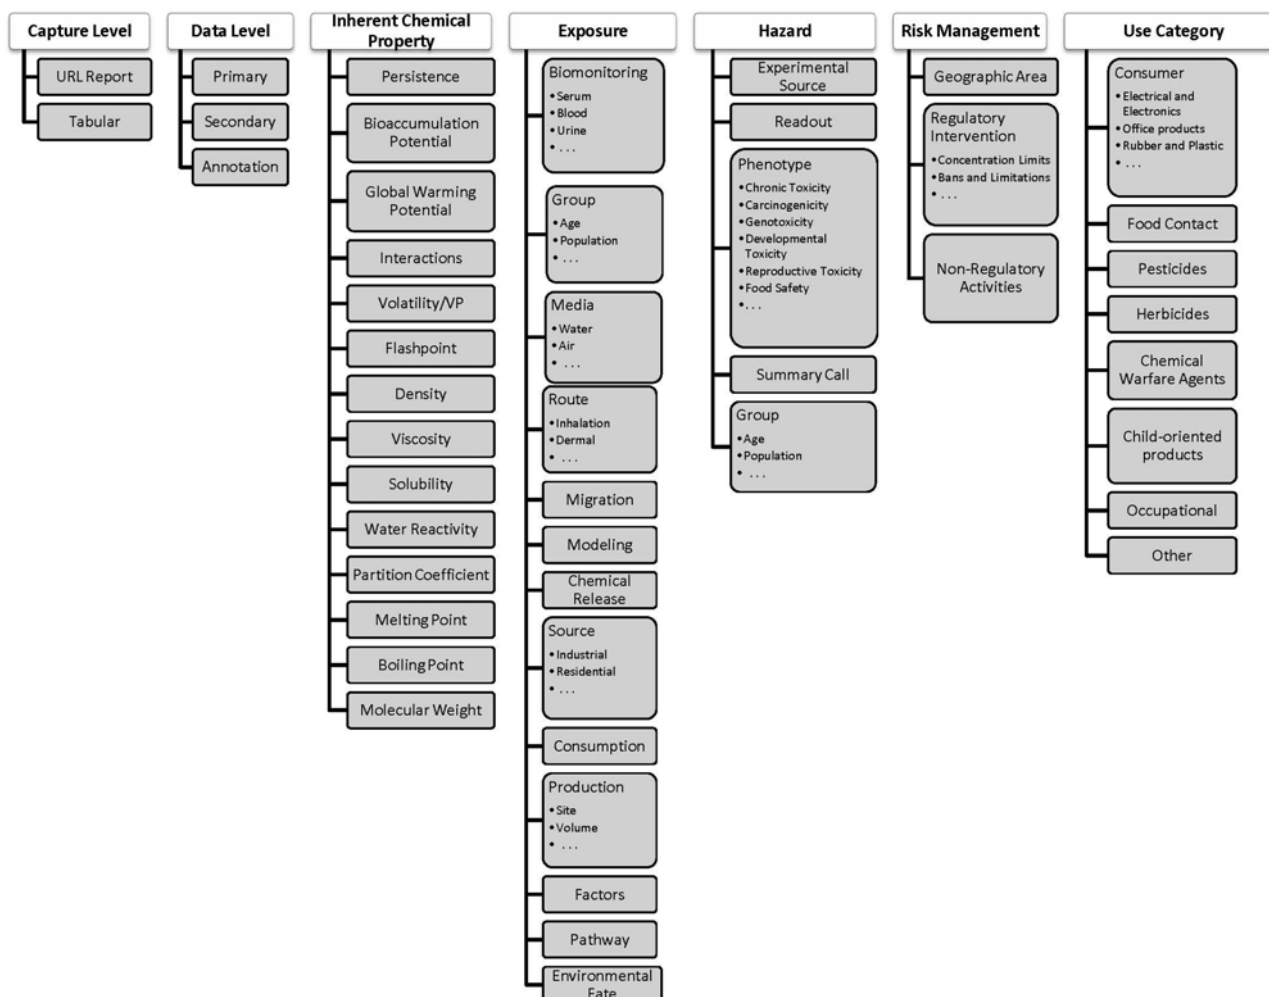 Capture Level
URL Report
Tabular
Data Level
Primary
Secondary
Annotation
Inherent Chemical
Property
Persistence
Bioaccumulation
Potential
Global Warming
Potential
Interactions
Volatility/VP
Flashpoint
Density
Viscosity
Solubility
Water Reactivity
Partition Coefficient
Melting Point
Boiling Point
Molecular Weight
Exposure
Biomonitoring
•Serum
•Blood
•Urine
• . . .
Group
•Age
•Population
• . . .
Media
•Water
•Air
• . . .
Route
•Inhalation
•Dermal
• . . .
Migration
Modeling
Chemical
Release
Source
•Industrial
•Residential
• . . .
Consumption
Production
•Site
•Volume
• . . .
Factors
Pathway
Environmental
Fate
Hazard
Experimental
Source
Readout
Phenotype
•Chronic Toxicity
•Carcinogenicity
•Genotoxicity
•Developmental
Toxicity
•Reproductive Toxicity
•Food Safety
•. . .
Summary Call
Group
•Age
•Population
• . . .
Risk Management
Geographic Area
Regulatory
Intervention
•Concentration Limits
•Bans and Limitations
• . . .
Non-Regulatory
Activities
Use Category
Consumer
•Electrical and
Electronics
•Office products
•Rubber and Plastic
• . . .
Food Contact
Pesticides
Herbicides
Chemical
Warfare Agents
Child-oriented
products
Occupational
Other